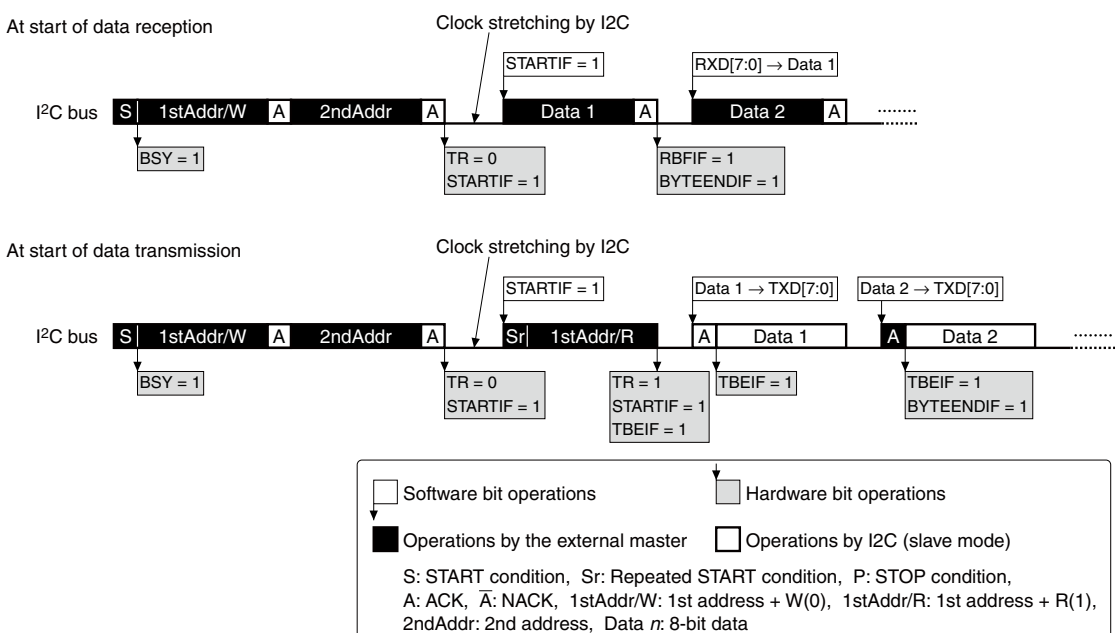 At start of data reception
Clock stretching by I2C
STARTIF = 1
RXD[7:0] → Data 1
I²C bus S 1stAddr/W A 2ndAddr A Data 1 A Data 2 A
BSY = 1
TR = 0
STARTIF = 1
RBFIF = 1
BYTEENDIF = 1
At start of data transmission
Clock stretching by I2C
STARTIF = 1
Data 1 → TXD[7:0]
Data 2 → TXD[7:0]
I²C bus S 1stAddr/W A 2ndAddr A Sr 1stAddr/R A Data 1 A Data 2
BSY = 1
TR = 0
STARTIF = 1
TR = 1
STARTIF = 1
TBEIF = 1
TBEIF = 1
TBEIF = 1
BYTEENDIF = 1
Software bit operations
Hardware bit operations
Operations by the external master
Operations by I2C (slave mode)
S: START condition, Sr: Repeated START condition, P: STOP condition,
A: ACK, A̅: NACK, 1stAddr/W: 1st address + W(0), 1stAddr/R: 1st address + R(1),
2ndAddr: 2nd address, Data n: 8-bit data